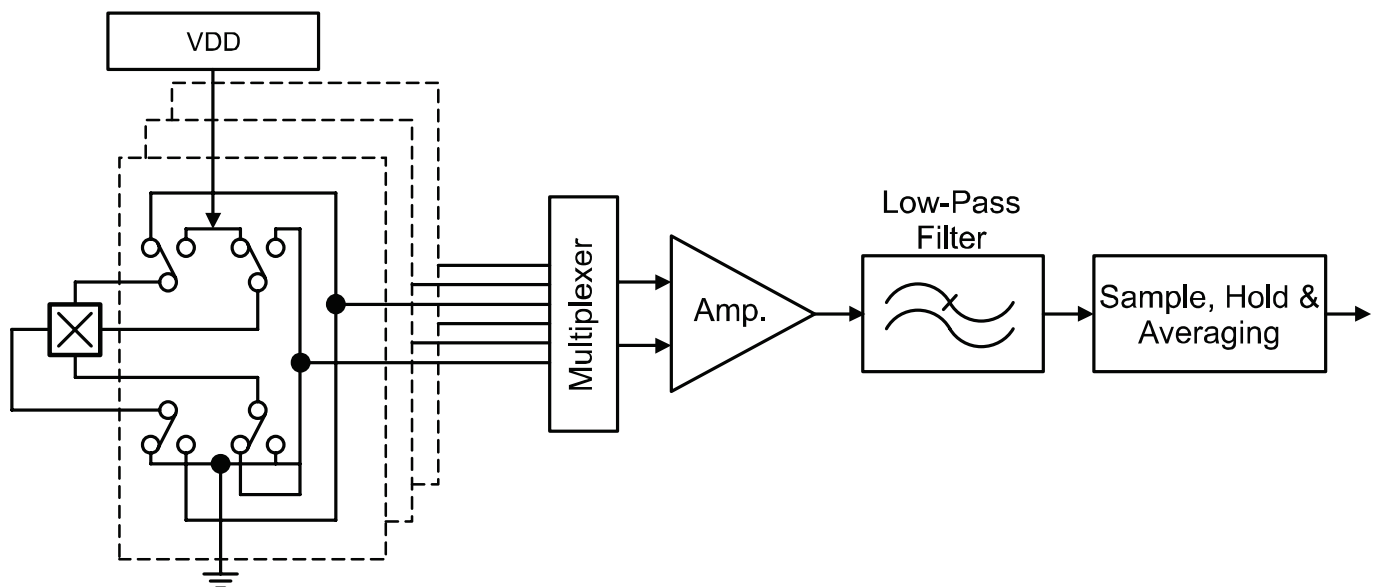 VDD
Multiplexer
Amp.
Low-Pass
Filter
Sample, Hold &
Averaging